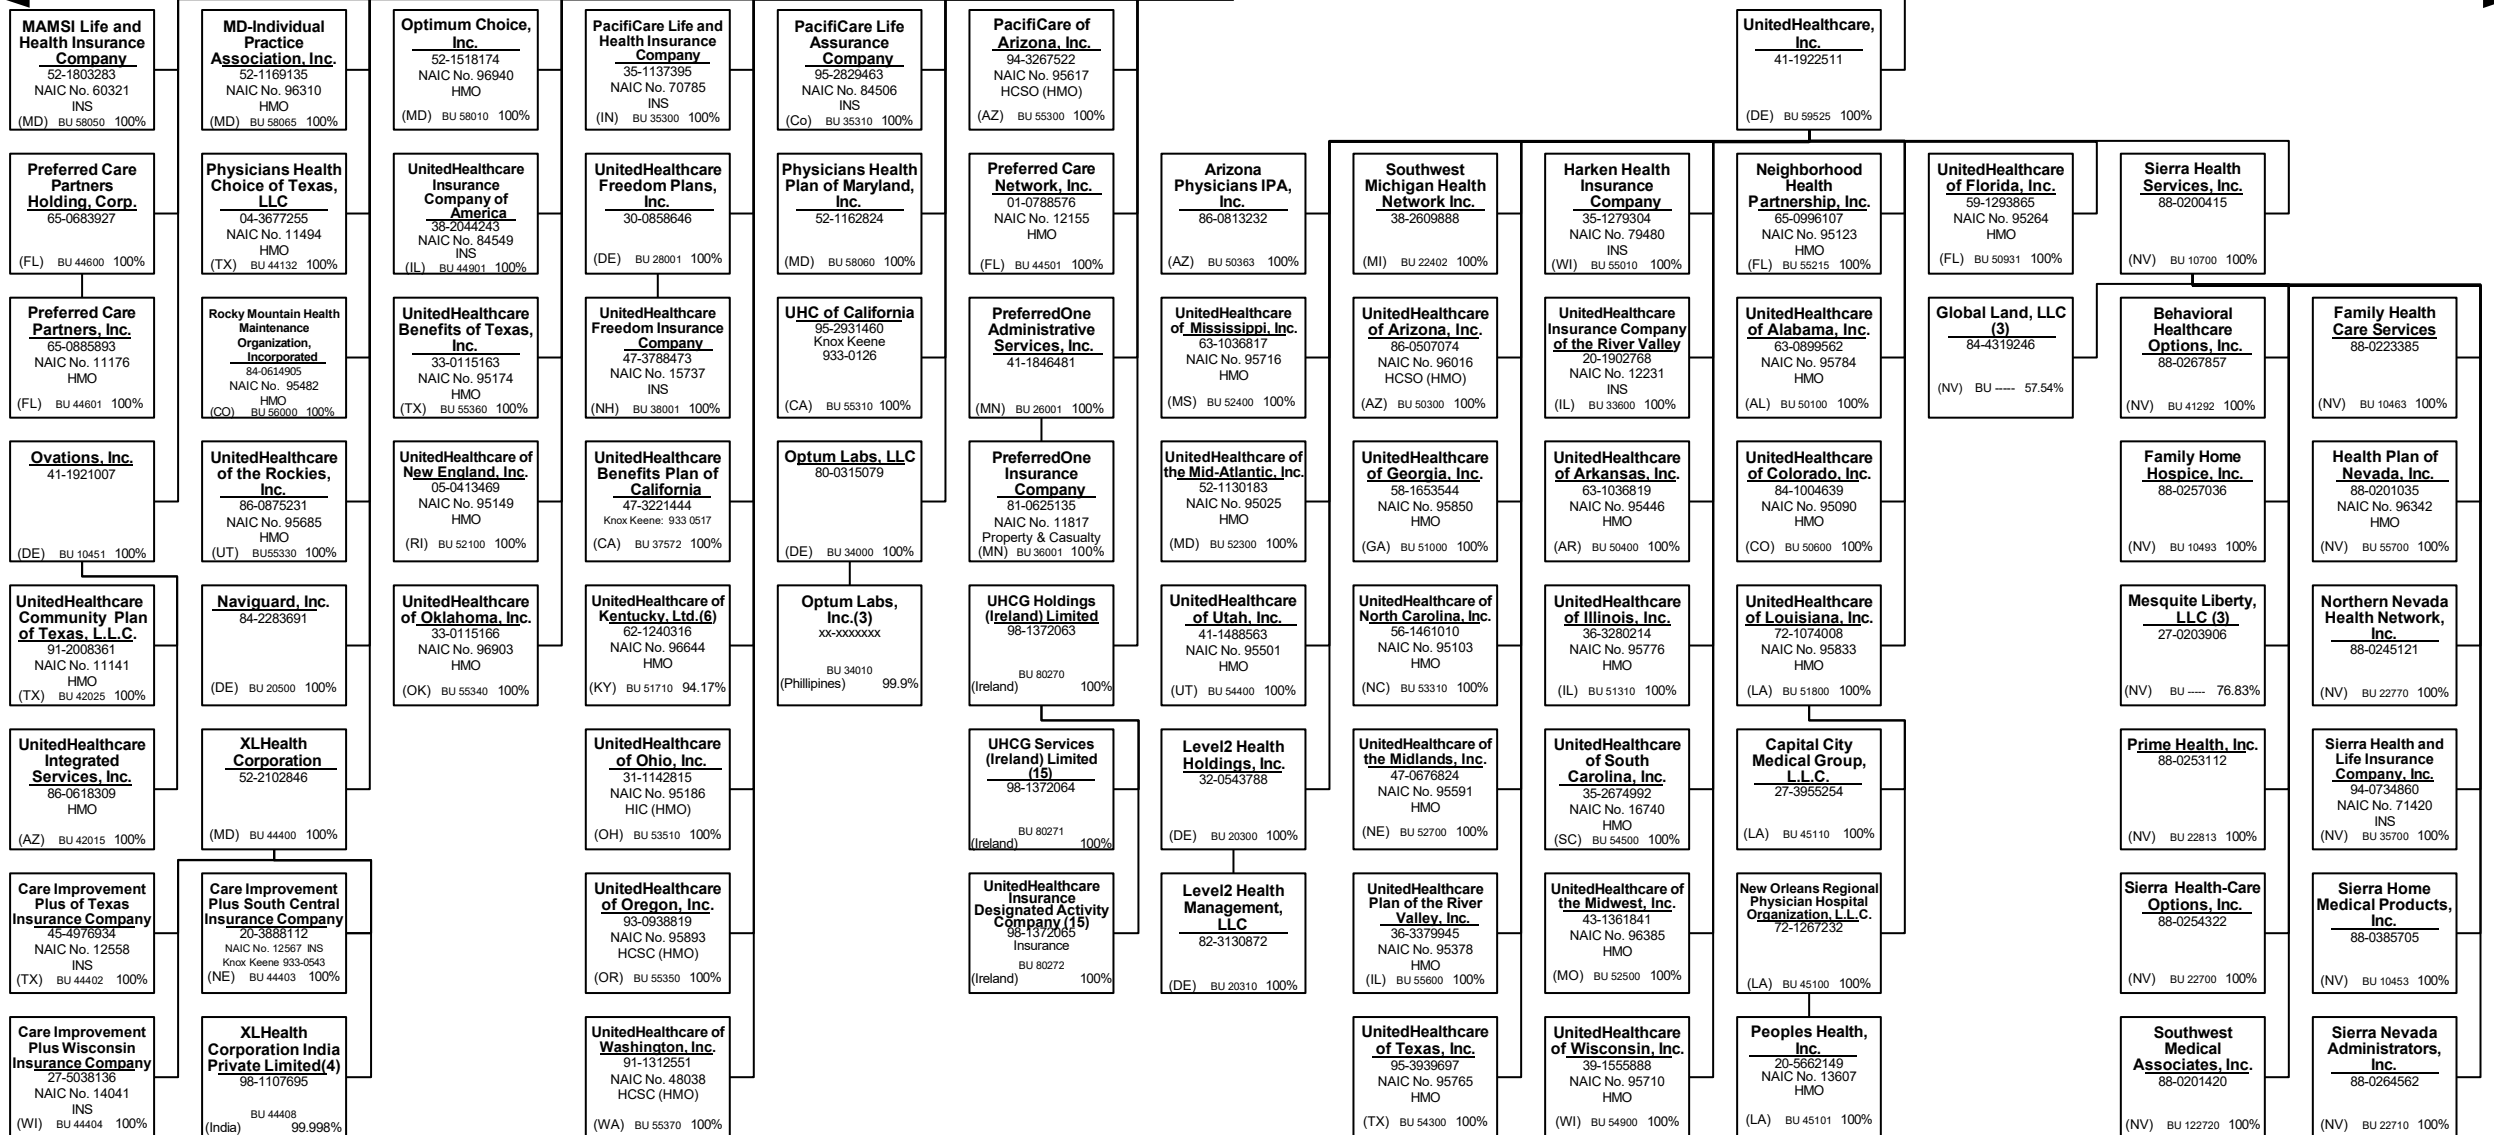 MAMSI Life and
Health Insurance
Company
52-1803283
NAIC No. 60321
INS
(MD) BU 58050 100%
MD-Individual
Practice
Association, Inc.
52-1169135
NAIC No. 96310
HMO
(MD) BU 58065 100%
Optimum Choice,
Inc.
52-1518174
NAIC No. 96940
HMO
(MD) BU 58010 100%
PacifiCare Life and
Health Insurance
Company
35-1137395
NAIC No. 70785
INS
(IN) BU 35300 100%
PacifiCare Life
Assurance
Company
95-2829463
NAIC No. 84506
INS
(Co) BU 35310 100%
PacifiCare of
Arizona, Inc.
94-3267522
NAIC No. 95617
HCSO (HMO)
(AZ) BU 55300 100%
UnitedHealthcare,
Inc.
41-1922511
(DE) BU 59525 100%
Preferred Care
Partners
Holding, Corp.
65-0683927
(FL) BU 44600 100%
Physicians Health
Choice of Texas,
LLC
04-3677255
NAIC No. 11494
HMO
(TX) BU 44132 100%
UnitedHealthcare
Insurance
Company of
America
38-2044243
NAIC No. 84549
INS
(IL) BU 44901 100%
UnitedHealthcare
Freedom Plans,
Inc.
30-0858646
(DE) BU 28001 100%
Physicians Health
Plan of Maryland,
Inc.
52-1162824
(MD) BU 58060 100%
Preferred Care
Network, Inc.
01-0788576
NAIC No. 12155
HMO
(FL) BU 44501 100%
Arizona
Physicians IPA,
Inc.
86-0813232
(AZ) BU 50363 100%
Southwest
Michigan Health
Network Inc.
38-2609888
(MI) BU 22402 100%
Harken Health
Insurance
Company
35-1279304
NAIC No. 79480
INS
(WI) BU 55010 100%
Neighborhood
Health
Partnership, Inc.
65-0996107
NAIC No. 95123
HMO
(FL) BU 55215 100%
UnitedHealthcare
of Florida, Inc.
59-1293865
NAIC No. 95264
HMO
(FL) BU 50931 100%
Sierra Health
Services, Inc.
88-0200415
(NV) BU 10700 100%
Preferred Care
Partners, Inc.
65-0885893
NAIC No. 11176
HMO
(FL) BU 44601 100%
Rocky Mountain Health
Maintenance
Organization,
Incorporated
84-0614905
NAIC No. 95482
HMO
(CO) BU 56000 100%
UnitedHealthcare
Benefits of Texas,
Inc.
33-0115163
NAIC No. 95174
HMO
(TX) BU 55360 100%
UnitedHealthcare
Freedom Insurance
Company
47-3788473
NAIC No. 15737
INS
(NH) BU 38001 100%
UHC of California
95-2931460
Knox Keene
933-0126
(CA) BU 55310 100%
PreferredOne
Administrative
Services, Inc.
41-1846481
(MN) BU 26001 100%
UnitedHealthcare
of Mississippi, Inc.
63-1036817
NAIC No. 95716
HMO
(MS) BU 52400 100%
UnitedHealthcare
of Arizona, Inc.
86-0507074
NAIC No. 96016
HCSO (HMO)
(AZ) BU 50300 100%
UnitedHealthcare
Insurance Company
of the River Valley
20-1902768
NAIC No. 12231
INS
(IL) BU 33600 100%
UnitedHealthcare
of Alabama, Inc.
63-0899562
NAIC No. 95784
HMO
(AL) BU 50100 100%
Global Land, LLC
(3)
84-4319246
(NV) BU ----- 57.54%
Behavioral
Healthcare
Options, Inc.
88-0267857
(NV) BU 41292 100%
Family Health
Care Services
88-0223385
(NV) BU 10463 100%
Ovations, Inc.
41-1921007
(DE) BU 10451 100%
UnitedHealthcare
of the Rockies,
Inc.
86-0875231
NAIC No. 95685
HMO
(UT) BU55330 100%
UnitedHealthcare of
New England, Inc.
05-0413469
NAIC No. 95149
HMO
(RI) BU 52100 100%
UnitedHealthcare
Benefits Plan of
California
47-3221444
Knox Keene: 933 0517
(CA) BU 37572 100%
Optum Labs, LLC
80-0315079
(DE) BU 34000 100%
PreferredOne
Insurance
Company
81-0625135
NAIC No. 11817
Property & Casualty
(MN) BU 36001 100%
UnitedHealthcare of
the Mid-Atlantic, Inc.
52-1130183
NAIC No. 95025
HMO
(MD) BU 52300 100%
UnitedHealthcare
of Georgia, Inc.
58-1653544
NAIC No. 95850
HMO
(GA) BU 51000 100%
UnitedHealthcare
of Arkansas, Inc.
63-1036819
NAIC No. 95446
HMO
(AR) BU 50400 100%
UnitedHealthcare
of Colorado, Inc.
84-1004639
NAIC No. 95090
HMO
(CO) BU 50600 100%
Family Home
Hospice, Inc.
88-0257036
(NV) BU 10493 100%
Health Plan of
Nevada, Inc.
88-0201035
NAIC No. 96342
HMO
(NV) BU 55700 100%
UnitedHealthcare
Community Plan
of Texas, L.L.C.
91-2008361
NAIC No. 11141
HMO
(TX) BU 42025 100%
Naviguard, Inc.
84-2283691
(DE) BU 20500 100%
UnitedHealthcare
of Oklahoma, Inc.
33-0115166
NAIC No. 96903
HMO
(OK) BU 55340 100%
UnitedHealthcare of
Kentucky, Ltd.(6)
62-1240316
NAIC No. 96644
HMO
(KY) BU 51710 94.17%
Optum Labs,
Inc.(3)
xx-xxxxxxx
BU 34010
(Phillipines) 99.9%
UHCG Holdings
(Ireland) Limited
98-1372063
BU 80270
(Ireland) 100%
UnitedHealthcare
of Utah, Inc.
41-1488563
NAIC No. 95501
HMO
(UT) BU 54400 100%
UnitedHealthcare of
North Carolina, Inc.
56-1461010
NAIC No. 95103
HMO
(NC) BU 53310 100%
UnitedHealthcare
of Illinois, Inc.
36-3280214
NAIC No. 95776
HMO
(IL) BU 51310 100%
UnitedHealthcare
of Louisiana, Inc.
72-1074008
NAIC No. 95833
HMO
(LA) BU 51800 100%
Mesquite Liberty,
LLC (3)
27-0203906
(NV) BU ----- 76.83%
Northern Nevada
Health Network,
Inc.
88-0245121
(NV) BU 22770 100%
UnitedHealthcare
Integrated
Services, Inc.
86-0618309
HMO
(AZ) BU 42015 100%
XLHealth
Corporation
52-2102846
(MD) BU 44400 100%
UnitedHealthcare
of Ohio, Inc.
31-1142815
NAIC No. 95186
HIC (HMO)
(OH) BU 53510 100%
UHCG Services
(Ireland) Limited
(15)
98-1372064
BU 80271
(Ireland) 100%
Level2 Health
Holdings, Inc.
32-0543788
(DE) BU 20300 100%
UnitedHealthcare of
the Midlands, Inc.
47-0676824
NAIC No. 95591
HMO
(NE) BU 52700 100%
UnitedHealthcare
of South
Carolina, Inc.
35-2674992
NAIC No. 16740
HMO
(SC) BU 54500 100%
Capital City
Medical Group,
L.L.C.
27-3955254
(LA) BU 45110 100%
Prime Health, Inc.
88-0253112
(NV) BU 22813 100%
Sierra Health and
Life Insurance
Company, Inc.
94-0734860
NAIC No. 71420
INS
(NV) BU 35700 100%
Care Improvement
Plus of Texas
Insurance Company
45-4976934
NAIC No. 12558
INS
(TX) BU 44402 100%
Care Improvement
Plus South Central
Insurance Company
20-3888112
NAIC No. 12567 INS
Knox Keene 933-0543
(NE) BU 44403 100%
UnitedHealthcare
of Oregon, Inc.
93-0938819
NAIC No. 95893
HCSC (HMO)
(OR) BU 55350 100%
UnitedHealthcare
Insurance
Designated Activity
Company (15)
98-1372065
Insurance
BU 80272
(Ireland) 100%
Level2 Health
Management,
LLC
82-3130872
(DE) BU 20310 100%
UnitedHealthcare
Plan of the River
Valley, Inc.
36-3379945
NAIC No. 95378
HMO
(IL) BU 55600 100%
UnitedHealthcare of
the Midwest, Inc.
43-1361841
NAIC No. 96385
HMO
(MO) BU 52500 100%
New Orleans Regional
Physician Hospital
Organization, L.L.C.
72-1267232
(LA) BU 45100 100%
Sierra Health-Care
Options, Inc.
88-0254322
(NV) BU 22700 100%
Sierra Home
Medical Products,
Inc.
88-0385705
(NV) BU 10453 100%
Care Improvement
Plus Wisconsin
Insurance Company
27-5038136
NAIC No. 14041
INS
(WI) BU 44404 100%
XLHealth
Corporation India
Private Limited(4)
98-1107695
BU 44408
(India) 99.998%
UnitedHealthcare of
Washington, Inc.
91-1312551
NAIC No. 48038
HCSC (HMO)
(WA) BU 55370 100%
UnitedHealthcare
of Texas, Inc.
95-3939697
NAIC No. 95765
HMO
(TX) BU 54300 100%
UnitedHealthcare
of Wisconsin, Inc.
39-1555888
NAIC No. 95710
HMO
(WI) BU 54900 100%
Peoples Health,
Inc.
20-5662149
NAIC No. 13607
HMO
(LA) BU 45101 100%
Southwest
Medical
Associates, Inc.
88-0201420
(NV) BU 122720 100%
Sierra Nevada
Administrators,
Inc.
88-0264562
(NV) BU 22710 100%